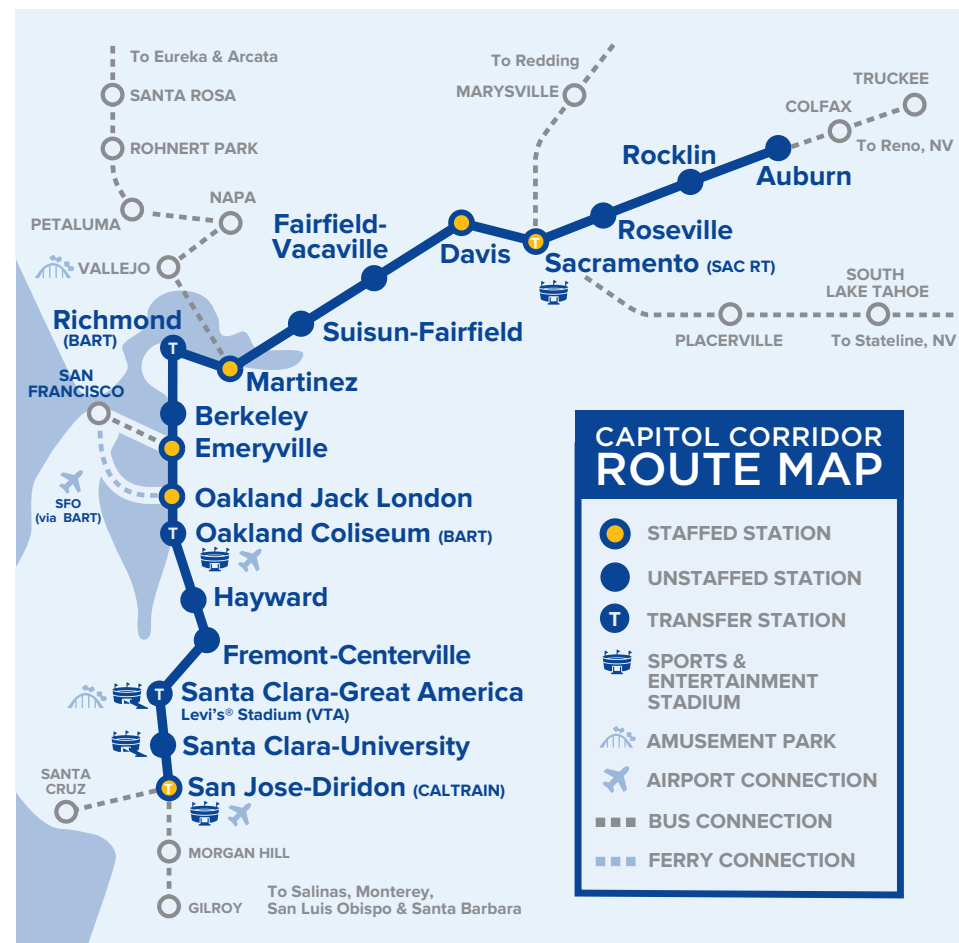 To Eureka & Arcata
SANTA ROSA
ROHNERT PARK
PETALUMA
NAPA
VALLEJO
To Redding
MARYSVILLE
TRUCKEE
COLFAX
To Reno, NV
Auburn
Rocklin
Roseville
Sacramento (SAC RT)
Davis
Fairfield-
Vacaville
Suisun-Fairfield
SOUTH
LAKE TAHOE
PLACERVILLE
To Stateline, NV
Richmond
(BART)
Martinez
SAN
FRANCISCO
Berkeley
Emeryville
Oakland Jack London
SFO
(via BART)
Oakland Coliseum (BART)
Hayward
Fremont-Centerville
Santa Clara-Great America
Levi's® Stadium (VTA)
Santa Clara-University
San Jose-Diridon (CALTRAIN)
SANTA
CRUZ
MORGAN HILL
GILROY
To Salinas, Monterey,
San Luis Obispo & Santa Barbara
T
T
T
T
T
CAPITOL CORRIDOR
ROUTE MAP
STAFFED STATION
UNSTAFFED STATION
T TRANSFER STATION
SPORTS &
ENTERTAINMENT
STADIUM
AMUSEMENT PARK
AIRPORT CONNECTION
BUS CONNECTION
FERRY CONNECTION